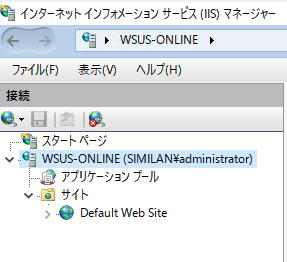 インターネット インフォメーション サービス (IIS) マネージャー
WSUS-ONLINE
ファイル(F) 表示(V) ヘルプ(H)
接続
スタート ページ
WSUS-ONLINE (SIMILAN¥administrator)
アプリケーション プール
サイト
Default Web Site